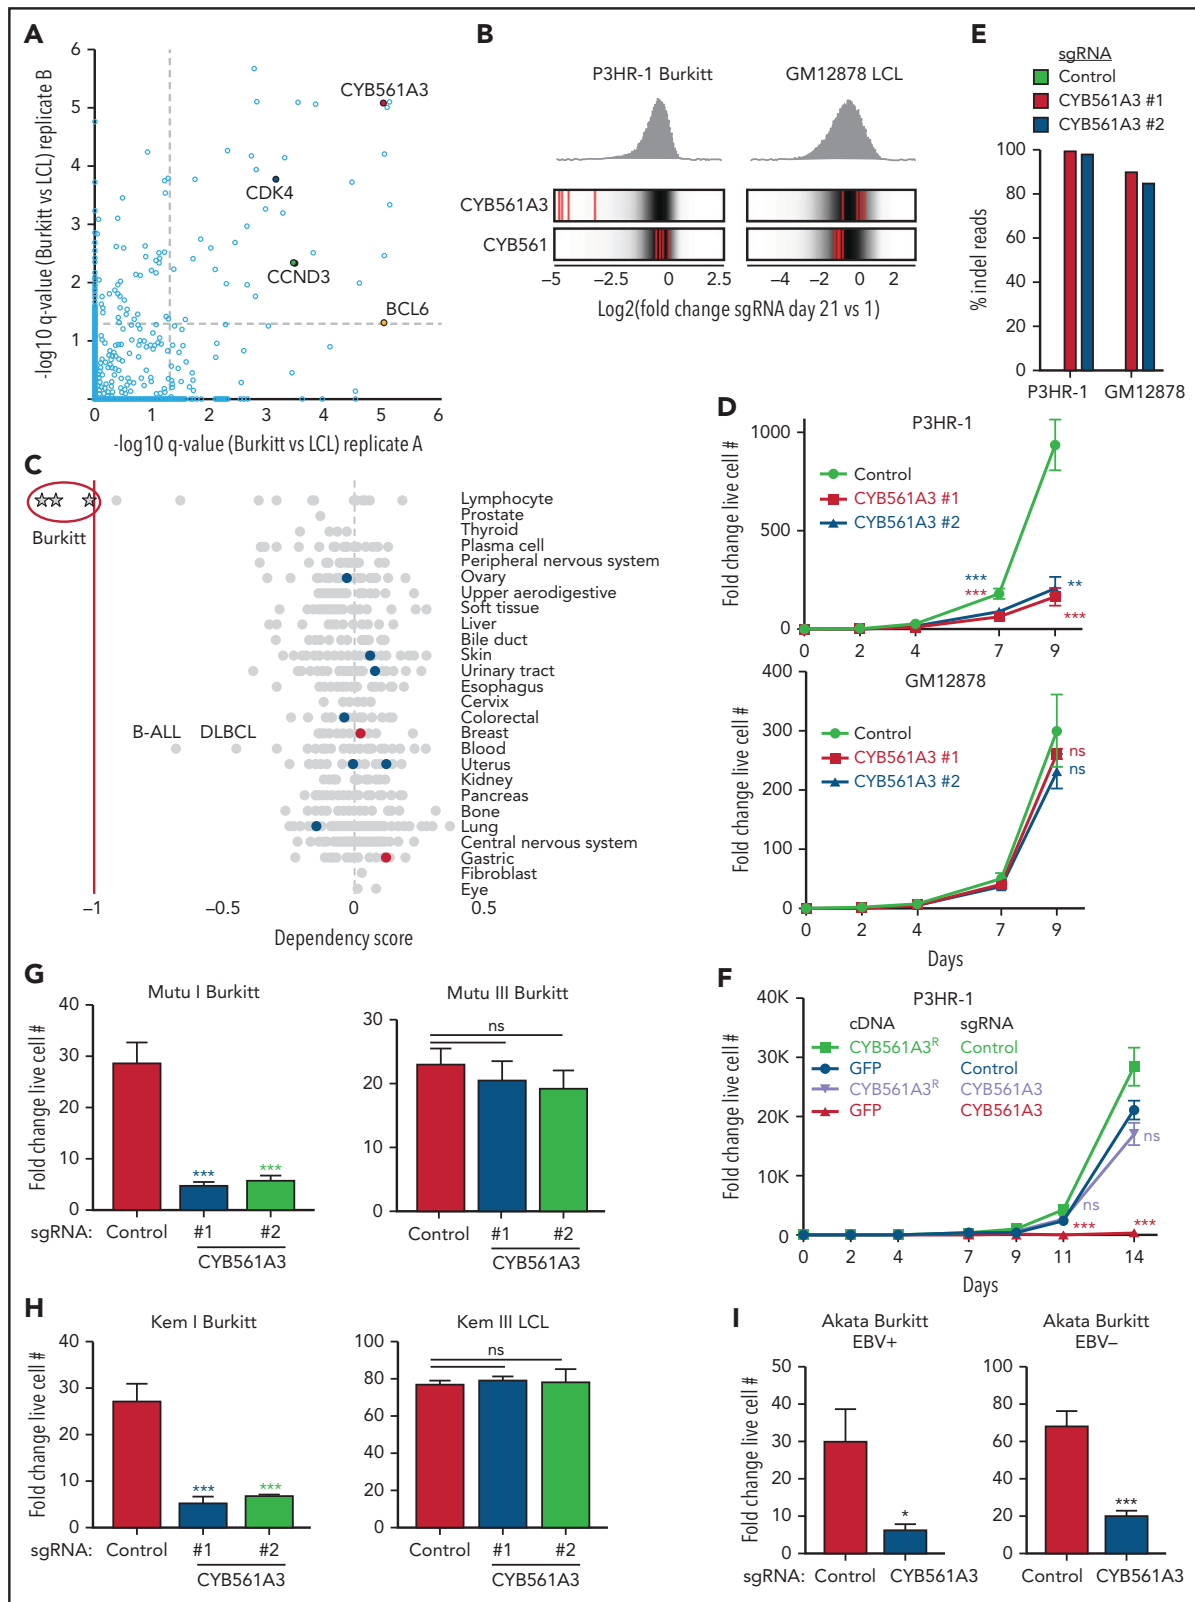 A
6
5
4
3
2
1
0
1
2
3
4
5
6
-log10 q-value (Burkitt vs LCL) replicate B
-log10 q-value (Burkitt vs LCL) replicate A
CYB561A3
CDK4
CCND3
BCL6
B
P3HR-1 Burkitt
GM12878 LCL
CYB561A3
CYB561
−5
−2.5
0
2.5
−4
−2
0
2
Log2(fold change sgRNA day 21 vs 1)
E
sgRNA
Control
CYB561A3 #1
CYB561A3 #2
% indel reads
100
80
60
40
20
0
P3HR-1
GM12878
C
Burkitt
B-ALL
DLBCL
Lymphocyte
Prostate
Thyroid
Plasma cell
Peripheral nervous system
Ovary
Upper aerodigestive
Soft tissue
Liver
Bile duct
Skin
Urinary tract
Esophagus
Cervix
Colorectal
Breast
Blood
Uterus
Kidney
Pancreas
Bone
Lung
Central nervous system
Gastric
Fibroblast
Eye
−1
−0.5
0
0.5
Dependency score
D
P3HR-1
Fold change live cell #
1000
500
0
Control
CYB561A3 #1
CYB561A3 #2
***
***
**
***
0
2
4
7
9
GM12878
Fold change live cell #
400
300
200
100
0
Control
CYB561A3 #1
CYB561A3 #2
ns
ns
0
2
4
7
9
Days
F
P3HR-1
Fold change live cell #
40K
30K
20K
10K
0
cDNA sgRNA
CYB561A3R Control
GFP Control
CYB561A3R CYB561A3
GFP CYB561A3
ns
ns
***
***
0
2
4
7
9
11
14
Days
G
Mutu I Burkitt
Fold change live cell #
40
30
20
10
0
***
***
sgRNA: Control #1 #2
CYB561A3
Mutu III Burkitt
30
20
10
0
ns
Control #1 #2
CYB561A3
H
Kem I Burkitt
Fold change live cell #
40
30
20
10
0
***
***
sgRNA: Control #1 #2
CYB561A3
Kem III LCL
100
80
60
40
20
0
ns
Control #1 #2
CYB561A3
I
Akata Burkitt
EBV+
Fold change live cell #
50
40
30
20
10
0
*
sgRNA: Control CYB561A3
Akata Burkitt
EBV−
100
80
60
40
20
0
***
Control CYB561A3